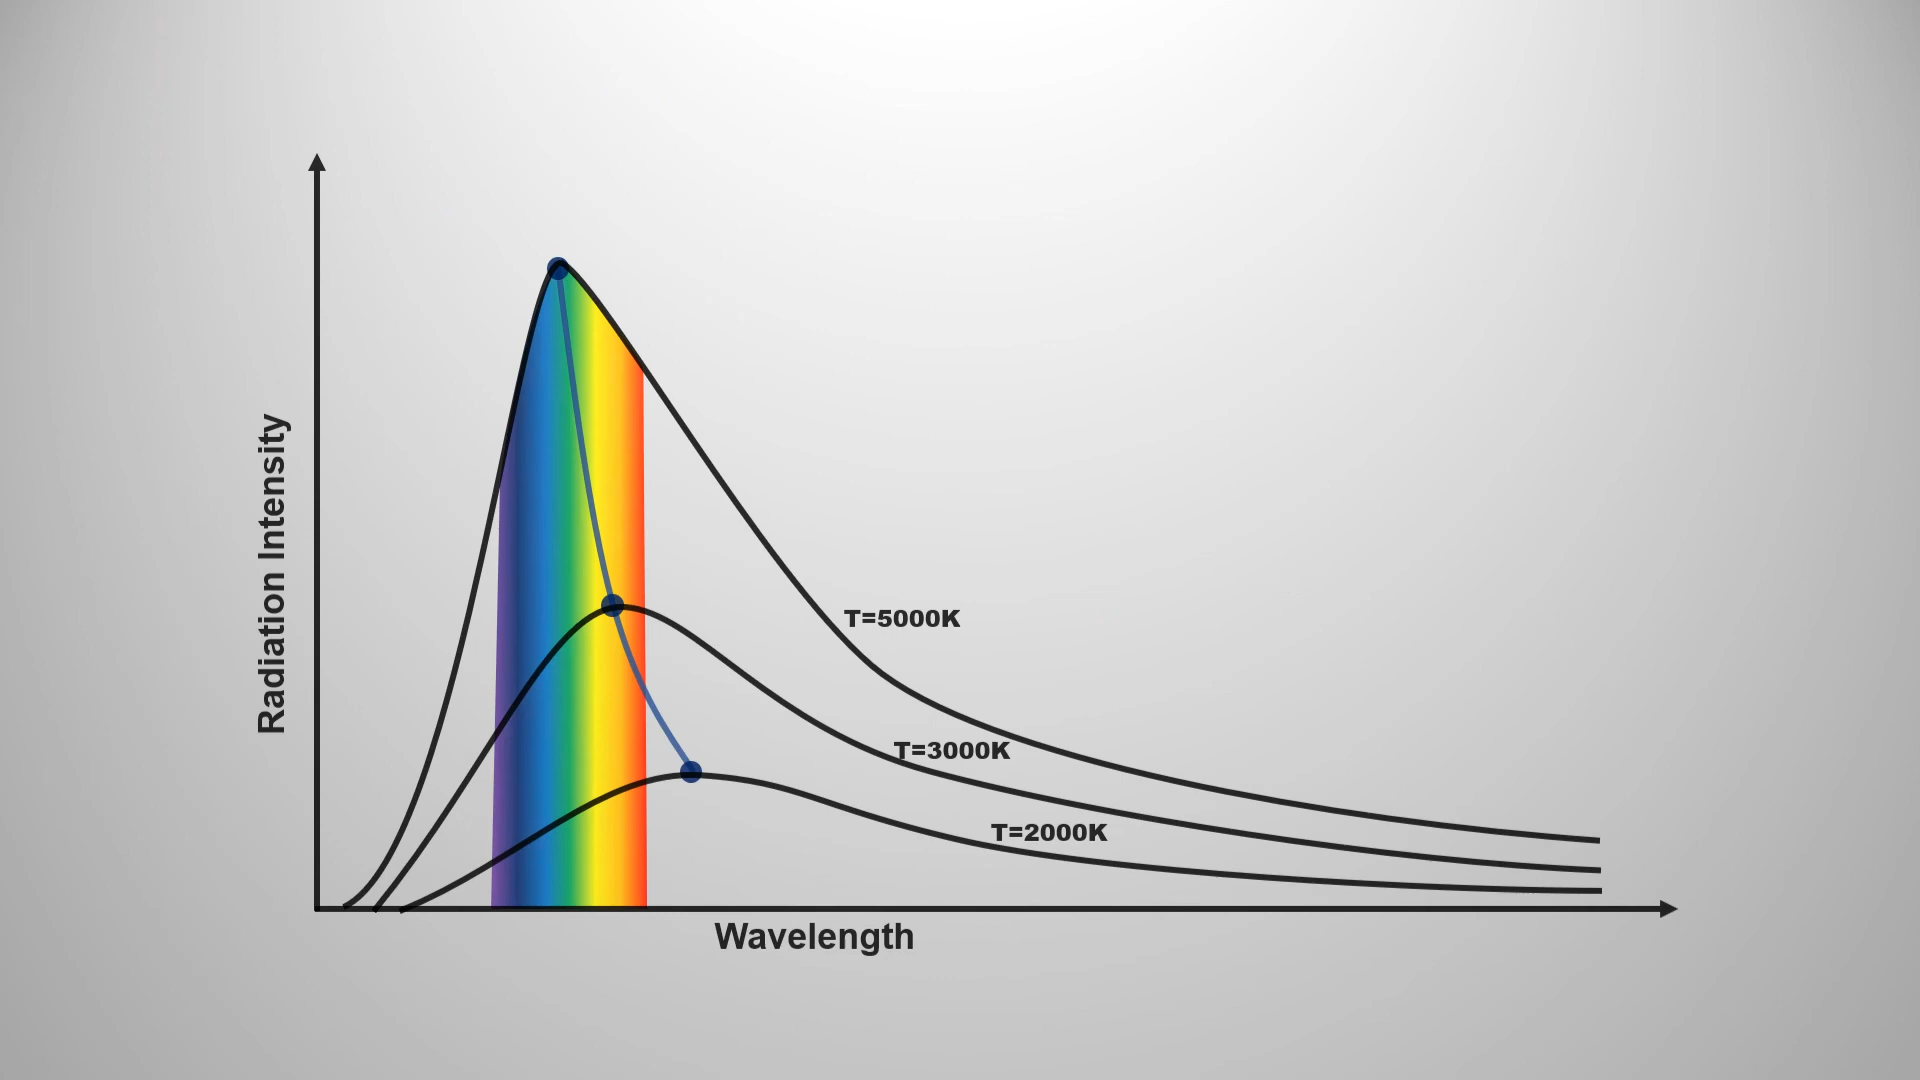 Radiation Intensity
T=5000K
T=3000K
T=2000K
Wavelength